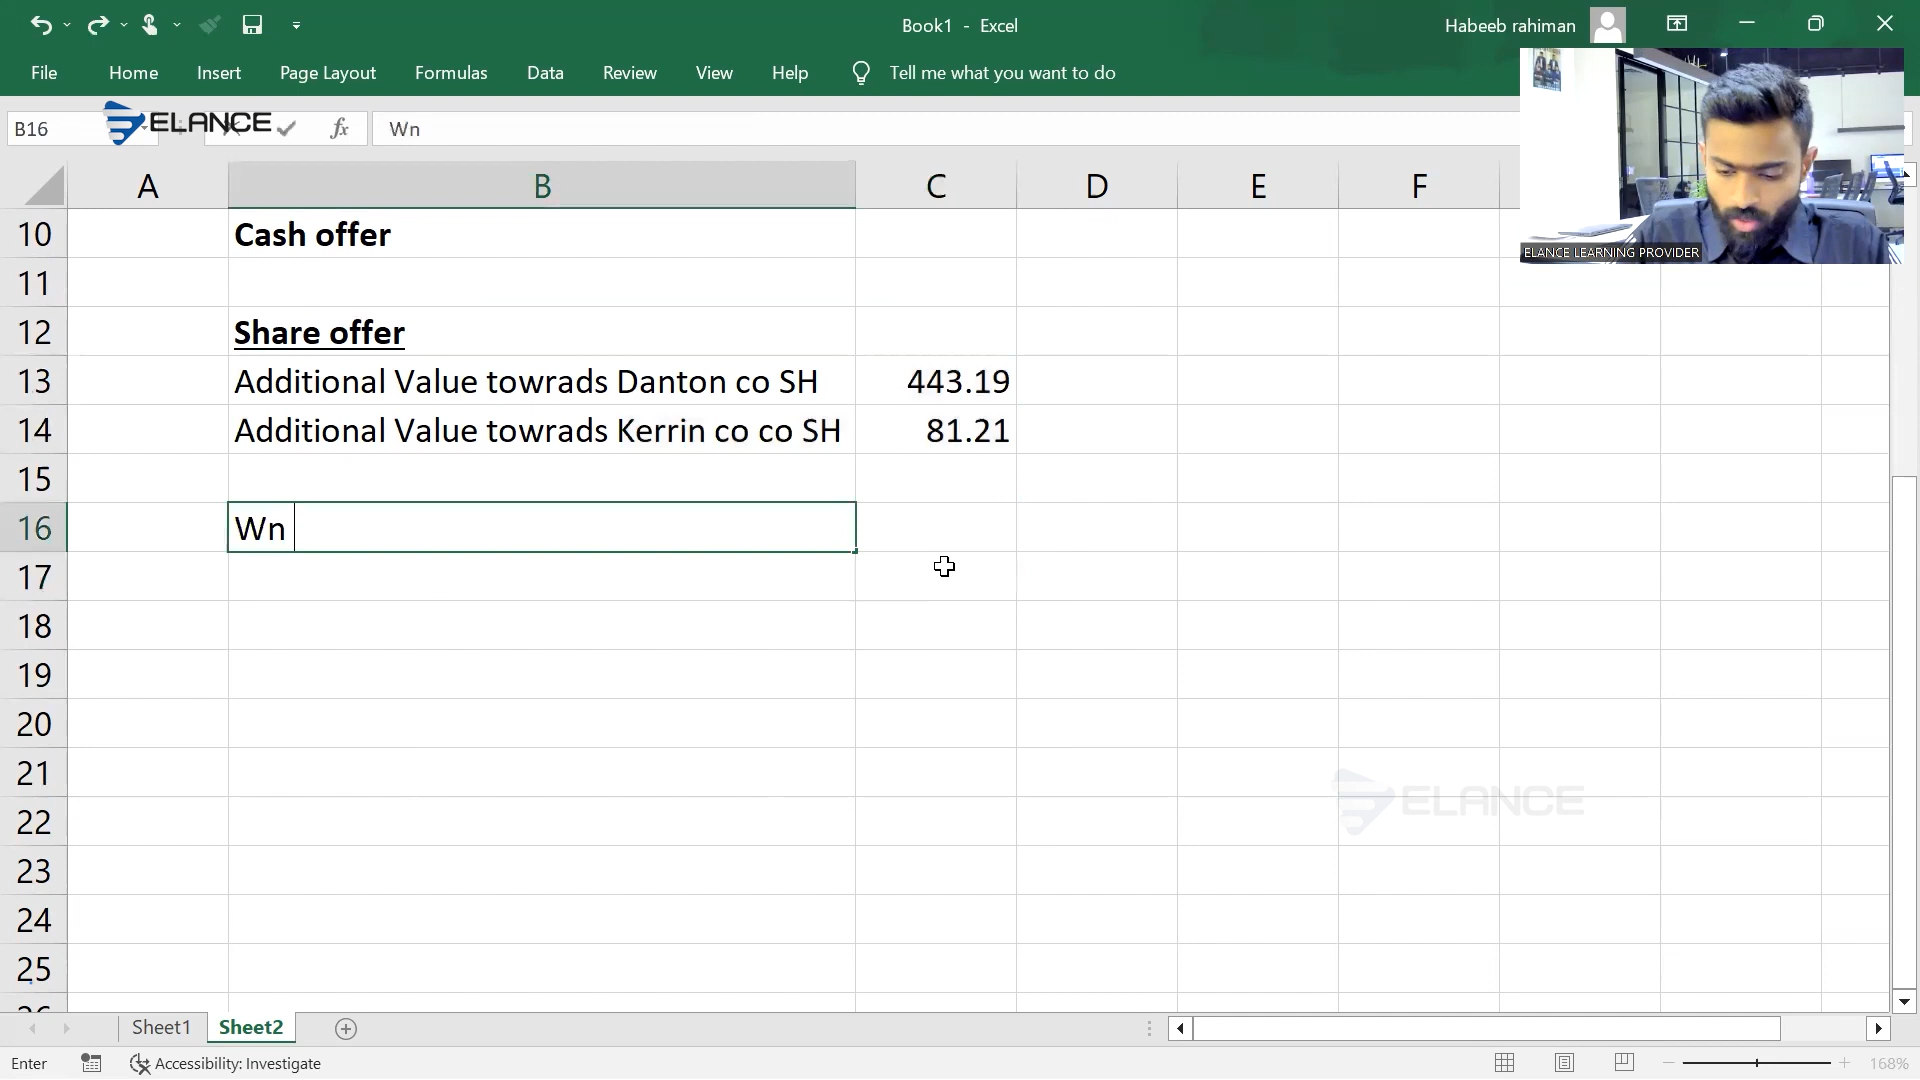 Book1 - Excel
Habeeb rahiman
File Home Insert Page Layout Formulas Data Review View Help Tell me what you want to do
B16
ELANCE
fx
Wn
ELANCE LEARNING PROVIDER
A B C D E F
10 Cash offer
11
12 Share offer
13 Additional Value towrads Danton co SH 443.19
14 Additional Value towrads Kerrin co co SH 81.21
15
16 Wn
17
18
19
20
21
22
ELANCE
23
24
25
Sheet1 Sheet2
Enter Accessibility: Investigate 168%